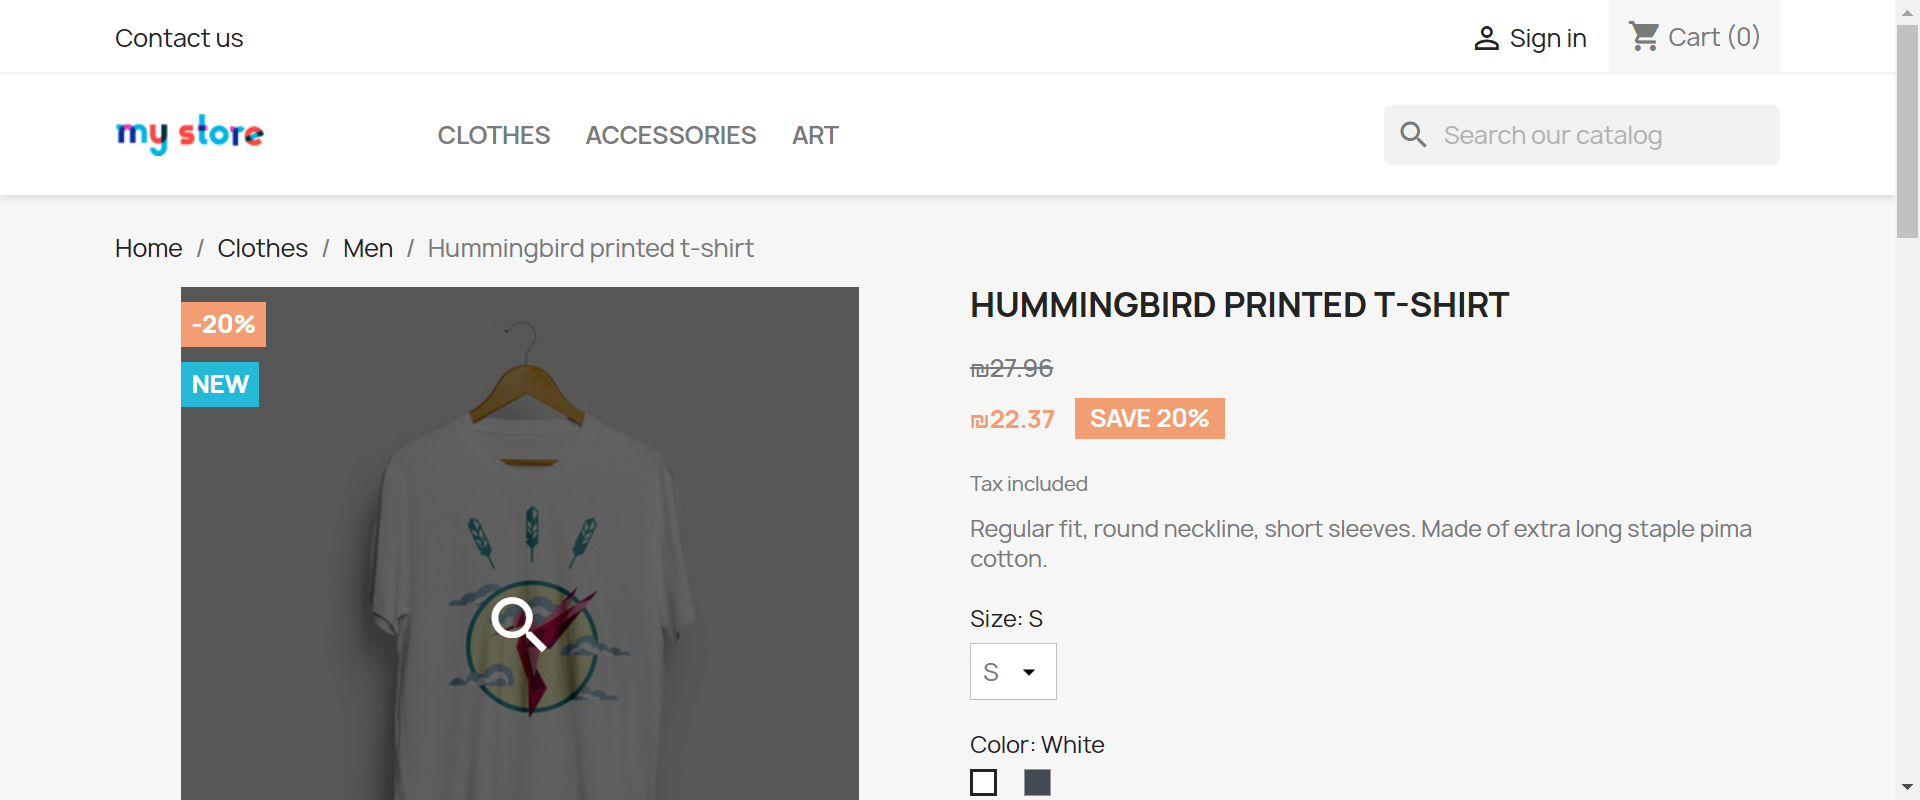 Contact us
Sign in
Cart (0)
my store
CLOTHES
ACCESSORIES
ART
Search our catalog
Home / Clothes / Men / Hummingbird printed t-shirt
-20%
NEW
HUMMINGBIRD PRINTED T-SHIRT
₪27.96
₪22.37
SAVE 20%
Tax included
Regular fit, round neckline, short sleeves. Made of extra long staple pima
cotton.
Size: S
S
Color: White